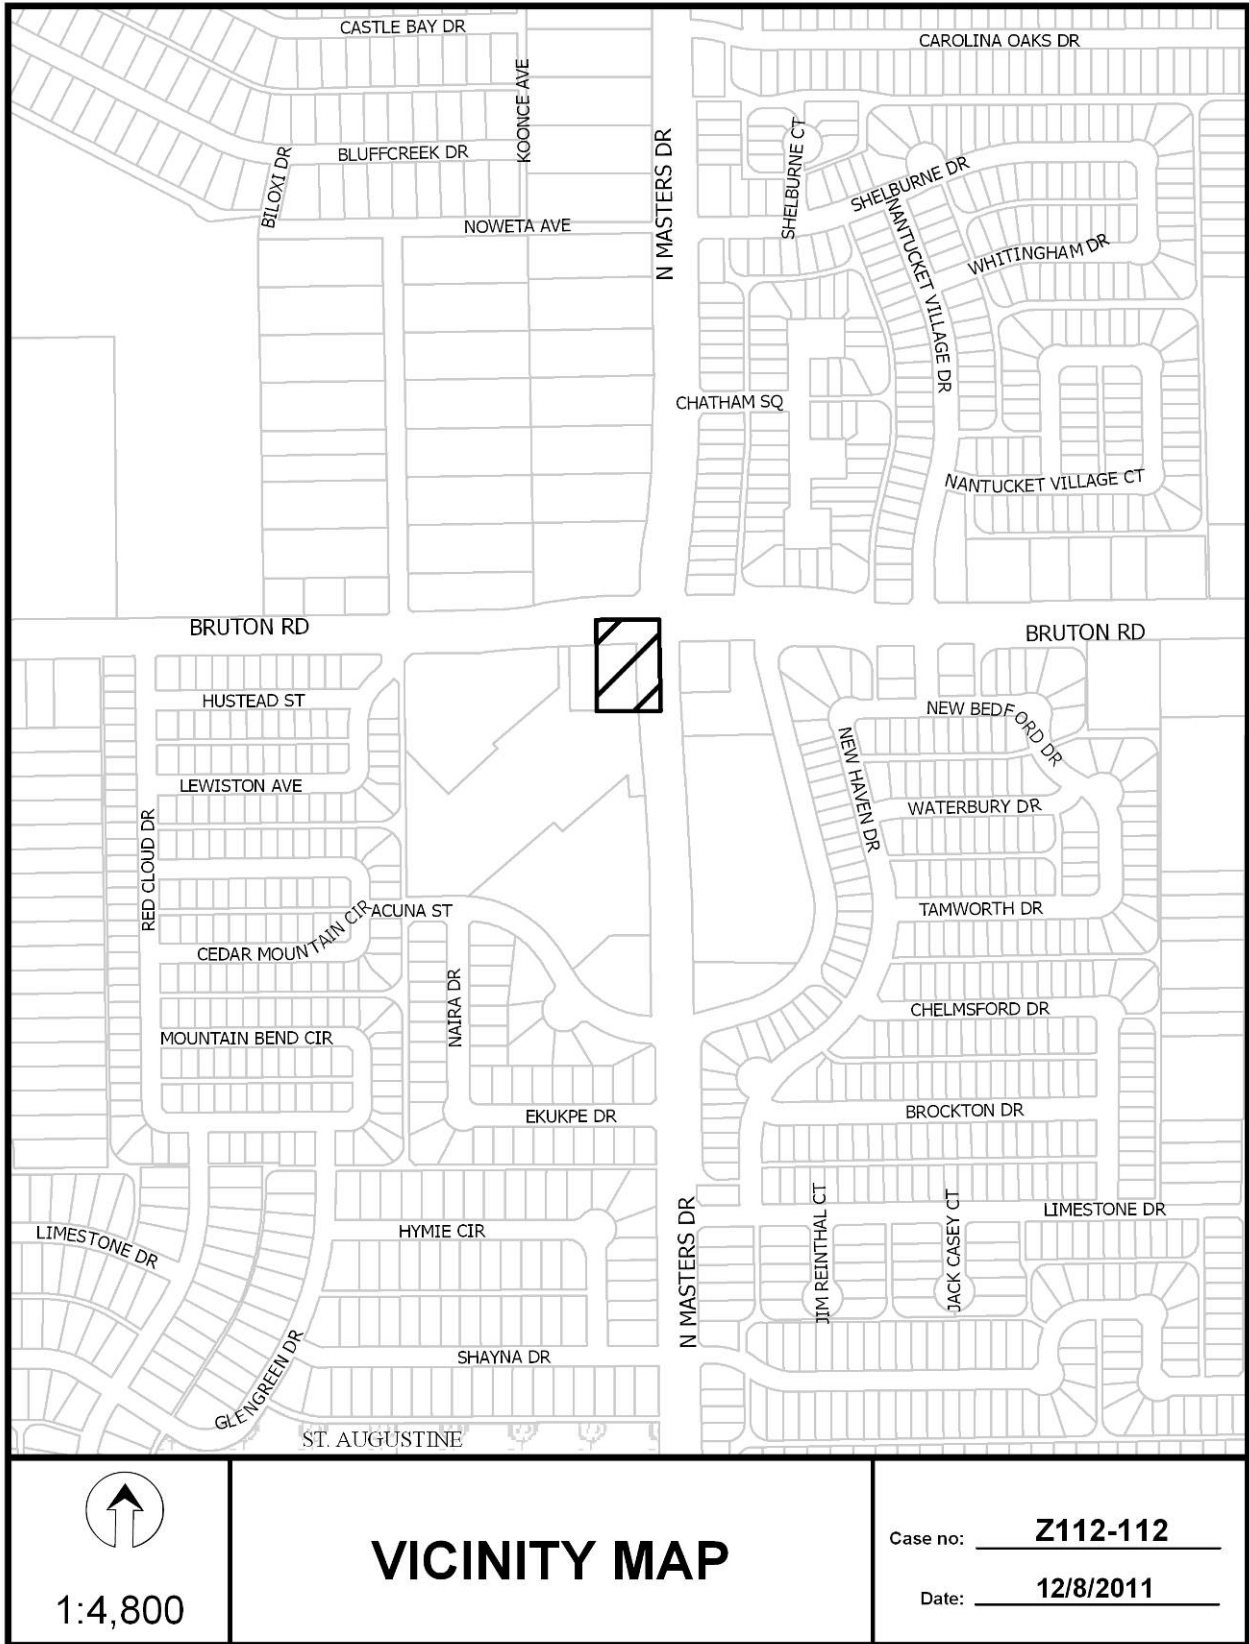 CASTLE BAY DR
CAROLINA OAKS DR
KOONCE AVE
BLUFFCREEK DR
BILOXI DR
N MASTERS DR
SHELBURNE CT
SHELBURNE DR
NOWETA AVE
NANTUCKET VILLAGE DR
WHITINGHAM DR
CHATHAM SQ
NANTUCKET VILLAGE CT
BRUTON RD
BRUTON RD
HUSTEAD ST
NEW BEDFORD DR
LEWISTON AVE
NEW HAVEN DR
WATERBURY DR
RED CLOUD DR
ACUNA ST
TAMWORTH DR
CEDAR MOUNTAIN CIR
NAIRA DR
CHELMSFORD DR
MOUNTAIN BEND CIR
EKUKPE DR
BROCKTON DR
LIMESTONE DR
HYMIE CIR
N MASTERS DR
JIM REINTHAL CT
JACK CASEY CT
LIMESTONE DR
SHAYNA DR
GLENGREEN DR
ST. AUGUSTINE
1:4,800
VICINITY MAP
Case no: Z112-112
Date: 12/8/2011